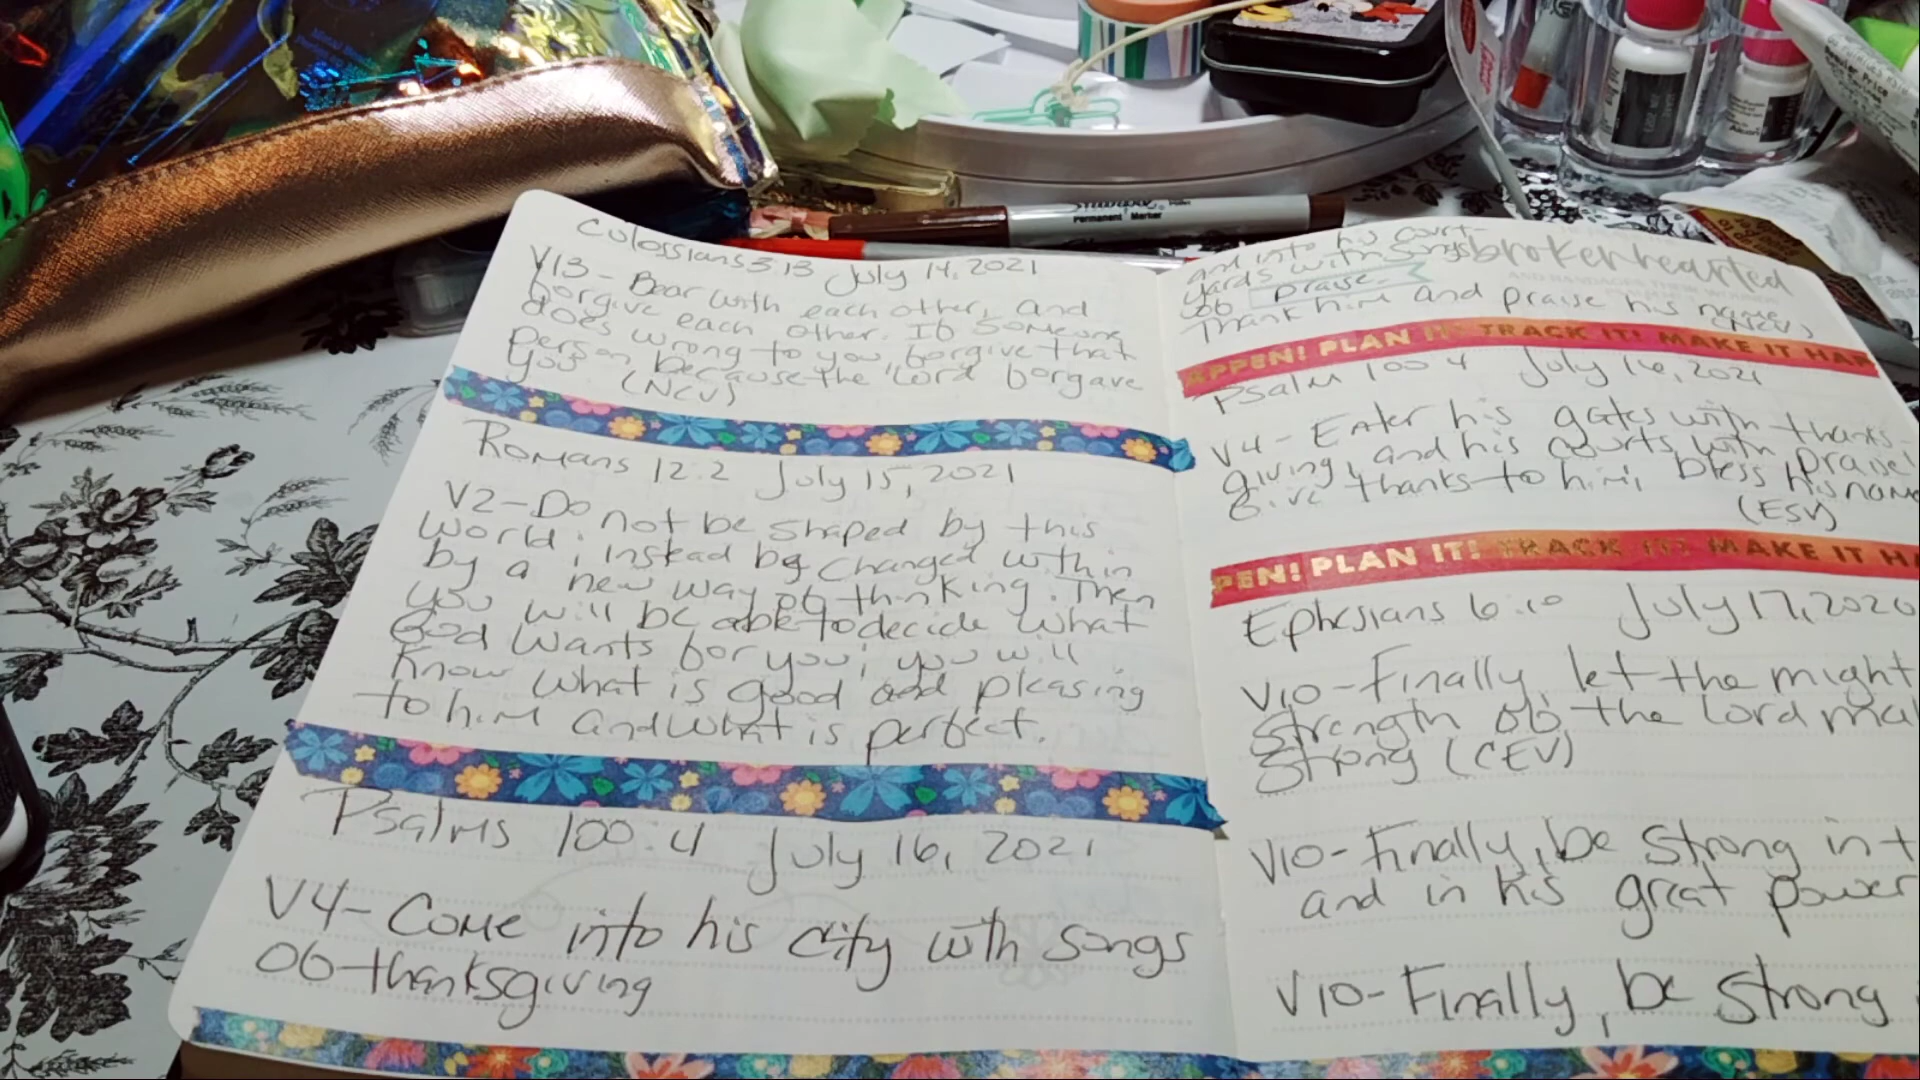 Colossians 3:13 July 14, 2021
V13- Bear with each other, and
forgive each other. If someone
does wrong to you, forgive that
person because the Lord forgave
you. (NCV)
Romans 12:2 July 15, 2021
V2- Do not be shaped by this
world; instead be changed within
by a new way of thinking. Then
you will be able to decide what
God wants for you; you will
know what is good and pleasing
to him and what is perfect.
Psalms 100:4 July 16, 2021
V4- Come into his city with songs
of thanksgiving
and into his court-
yards with songs
of praise.
Thank him and praise his name
(NCV)
brokenhearted
PPEN! PLAN IT! TRACK IT! MAKE IT HAP
Psalm 100:4 July 16, 2021
V4- Enter his gates with thanks-
giving, and his courts with praise!
Give thanks to him; bless his name
(ESV)
PEN! PLAN IT! TRACK IT! MAKE IT HA
Ephesians 6:10 July 17, 2020
V10- Finally, let the might
strength of the Lord mak
strong (CEV)
V10- Finally, be strong in t
and in his great power
V10- Finally, be strong
Permanent Marker